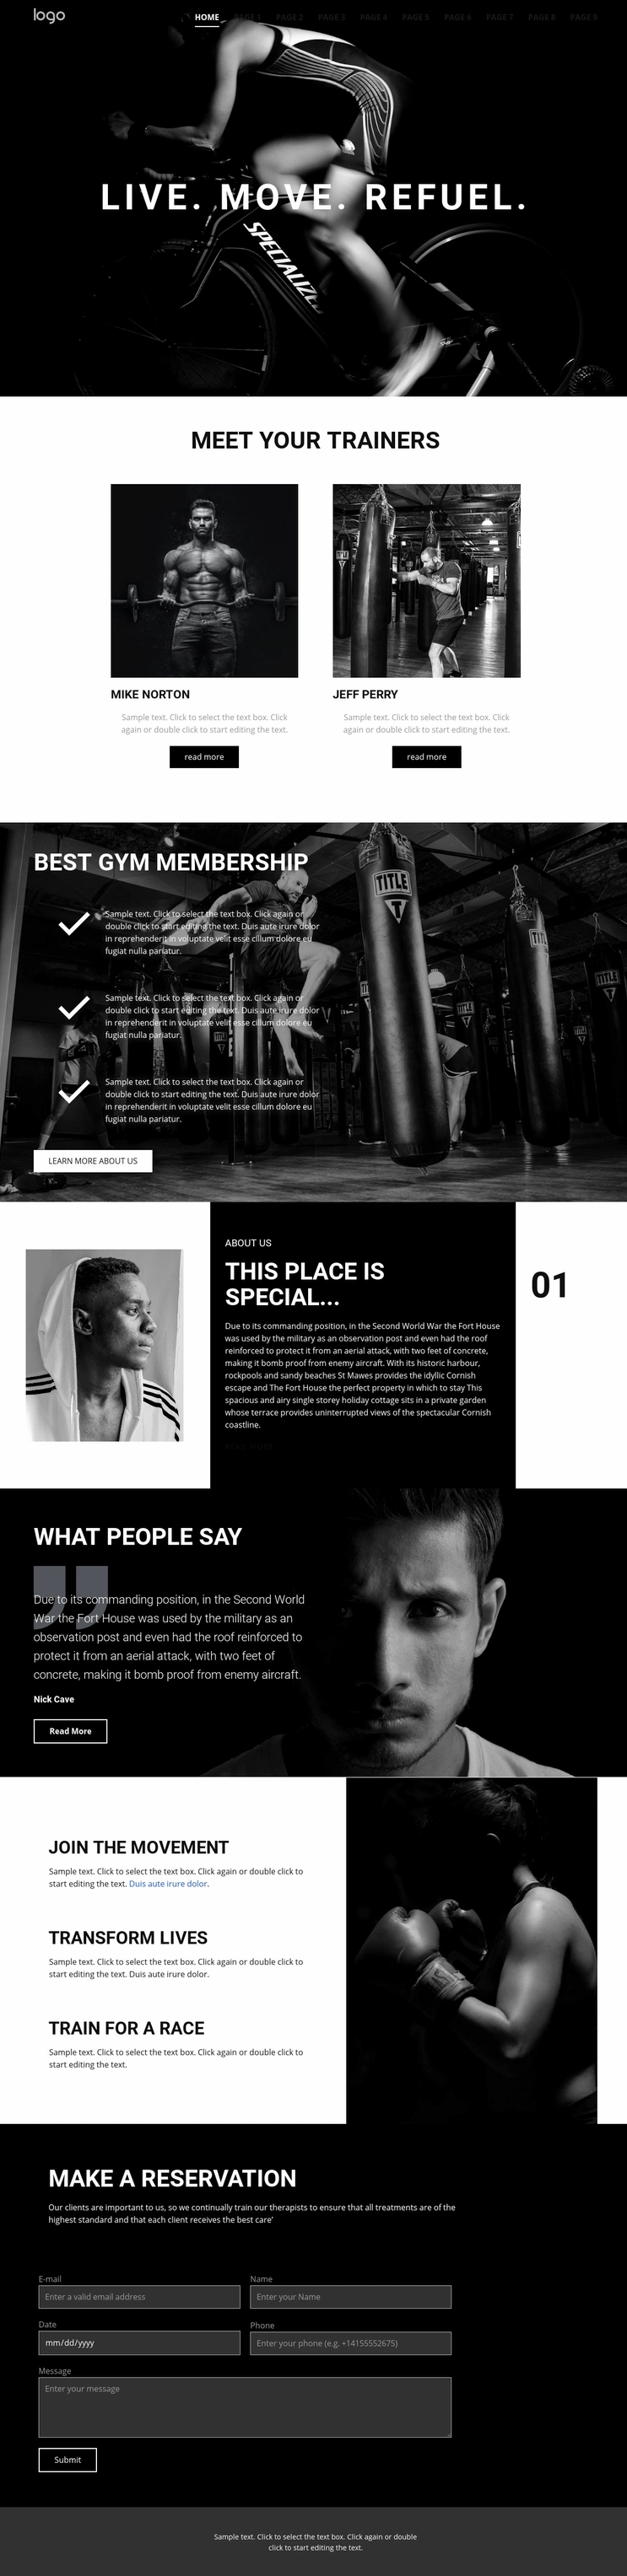 logo
HOME PAGE 1 PAGE 2 PAGE 3 PAGE 4 PAGE 5 PAGE 6 PAGE 7 PAGE 8 PAGE 9
LIVE. MOVE. REFUEL.
SPECIALIZED
MEET YOUR TRAINERS
TITLE
MIKE NORTON
Sample text. Click to select the text box. Click
again or double click to start editing the text.
read more
JEFF PERRY
Sample text. Click to select the text box. Click
again or double click to start editing the text.
read more
BEST GYM MEMBERSHIP
TITLE
T
Sample text. Click to select the text box. Click again or
double click to start editing the text. Duis aute irure dolor
in reprehenderit in voluptate velit esse cillum dolore eu
fugiat nulla pariatur.
Sample text. Click to select the text box. Click again or
double click to start editing the text. Duis aute irure dolor
in reprehenderit in voluptate velit esse cillum dolore eu
fugiat nulla pariatur.
Sample text. Click to select the text box. Click again or
double click to start editing the text. Duis aute irure dolor
in reprehenderit in voluptate velit esse cillum dolore eu
fugiat nulla pariatur.
LEARN MORE ABOUT US
ABOUT US
THIS PLACE IS
SPECIAL...
Due to its commanding position, in the Second World War the Fort House
was used by the military as an observation post and even had the roof
reinforced to protect it from an aerial attack, with two feet of concrete,
making it bomb proof from enemy aircraft. With its historic harbour,
rockpools and sandy beaches St Mawes provides the idyllic Cornish
escape and The Fort House the perfect property in which to stay This
spacious and airy single storey holiday cottage sits in a private garden
whose terrace provides uninterrupted views of the spectacular Cornish
coastline.
READ MORE
01
WHAT PEOPLE SAY
Due to its commanding position, in the Second World
War the Fort House was used by the military as an
observation post and even had the roof reinforced to
protect it from an aerial attack, with two feet of
concrete, making it bomb proof from enemy aircraft.
Nick Cave
Read More
JOIN THE MOVEMENT
Sample text. Click to select the text box. Click again or double click to
start editing the text. Duis aute irure dolor.
TRANSFORM LIVES
Sample text. Click to select the text box. Click again or double click to
start editing the text. Duis aute irure dolor.
TRAIN FOR A RACE
Sample text. Click to select the text box. Click again or double click to
start editing the text.
MAKE A RESERVATION
Our clients are important to us, so we continually train our therapists to ensure that all treatments are of the
highest standard and that each client receives the best care'
E-mail
Enter a valid email address
Name
Enter your Name
Date
mm/dd/yyyy
Phone
Enter your phone (e.g. +14155552675)
Message
Enter your message
Submit
Sample text. Click to select the text box. Click again or double
click to start editing the text.